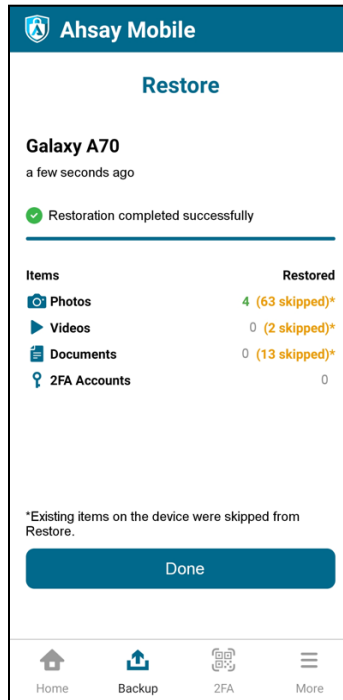 Ahsay Mobile
Restore
Galaxy A70
a few seconds ago
Restoration completed successfully
Items Restored
Photos 4 (63 skipped)*
Videos 0 (2 skipped)*
Documents 0 (13 skipped)*
2FA Accounts 0
*Existing items on the device were skipped from
Restore.
Done
Home Backup 2FA More